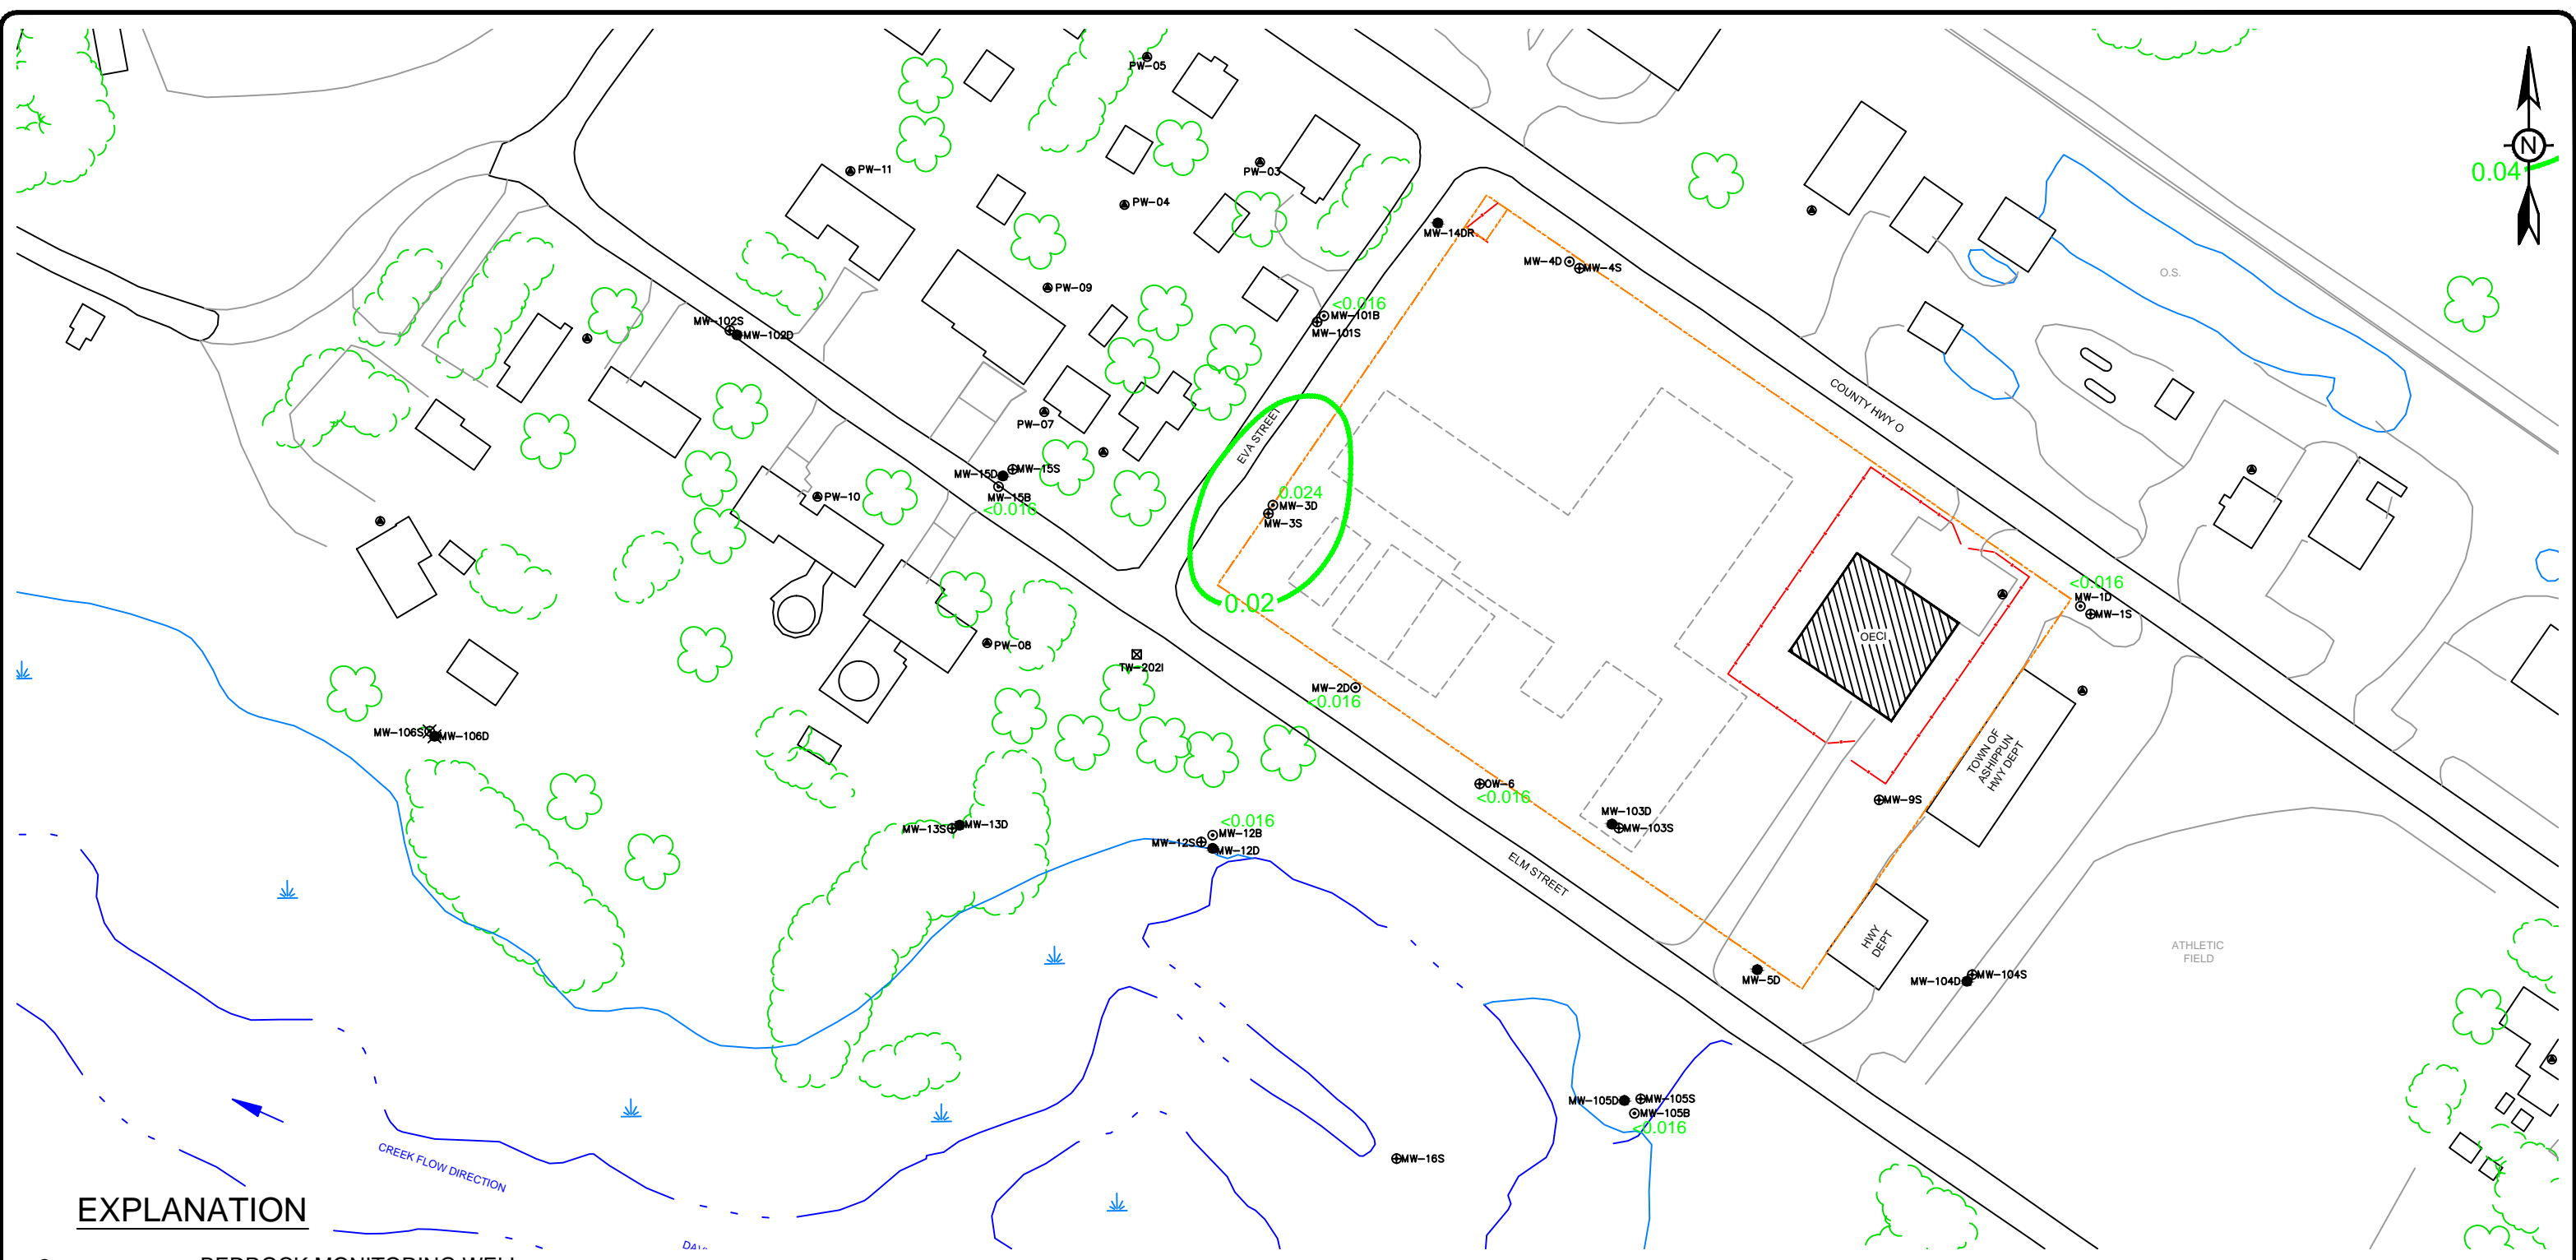 PW-05
N
0.04
PW-11
PW-03
PW-04
MW-14DR
MW-4D
MW-4S
O.S.
PW-09
<0.016
MW-101B
MW-101S
MW-102S
MW-102D
COUNTY HWY O
PW-07
EVA STREET
MW-15D
MW-15S
MW-15B
<0.016
PW-10
0.024
MW-3D
MW-3S
0.02
<0.016
MW-1D
MW-1S
OECI
PW-08
TW-202I
MW-2D
<0.016
MW-106S
MW-106D
TOWN OF
ASHIPPUN
HWY DEPT
OW-6
<0.016
MW-9S
MW-103D
MW-103S
MW-13S
MW-13D
<0.016
MW-12B
MW-12S
MW-12D
ELM STREET
HWY
DEPT
ATHLETIC
FIELD
MW-5D
MW-104D
MW-104S
MW-105D
MW-105S
MW-105B
<0.016
MW-16S
CREEK FLOW DIRECTION
EXPLANATION
BEDROCK MONITORING WELL